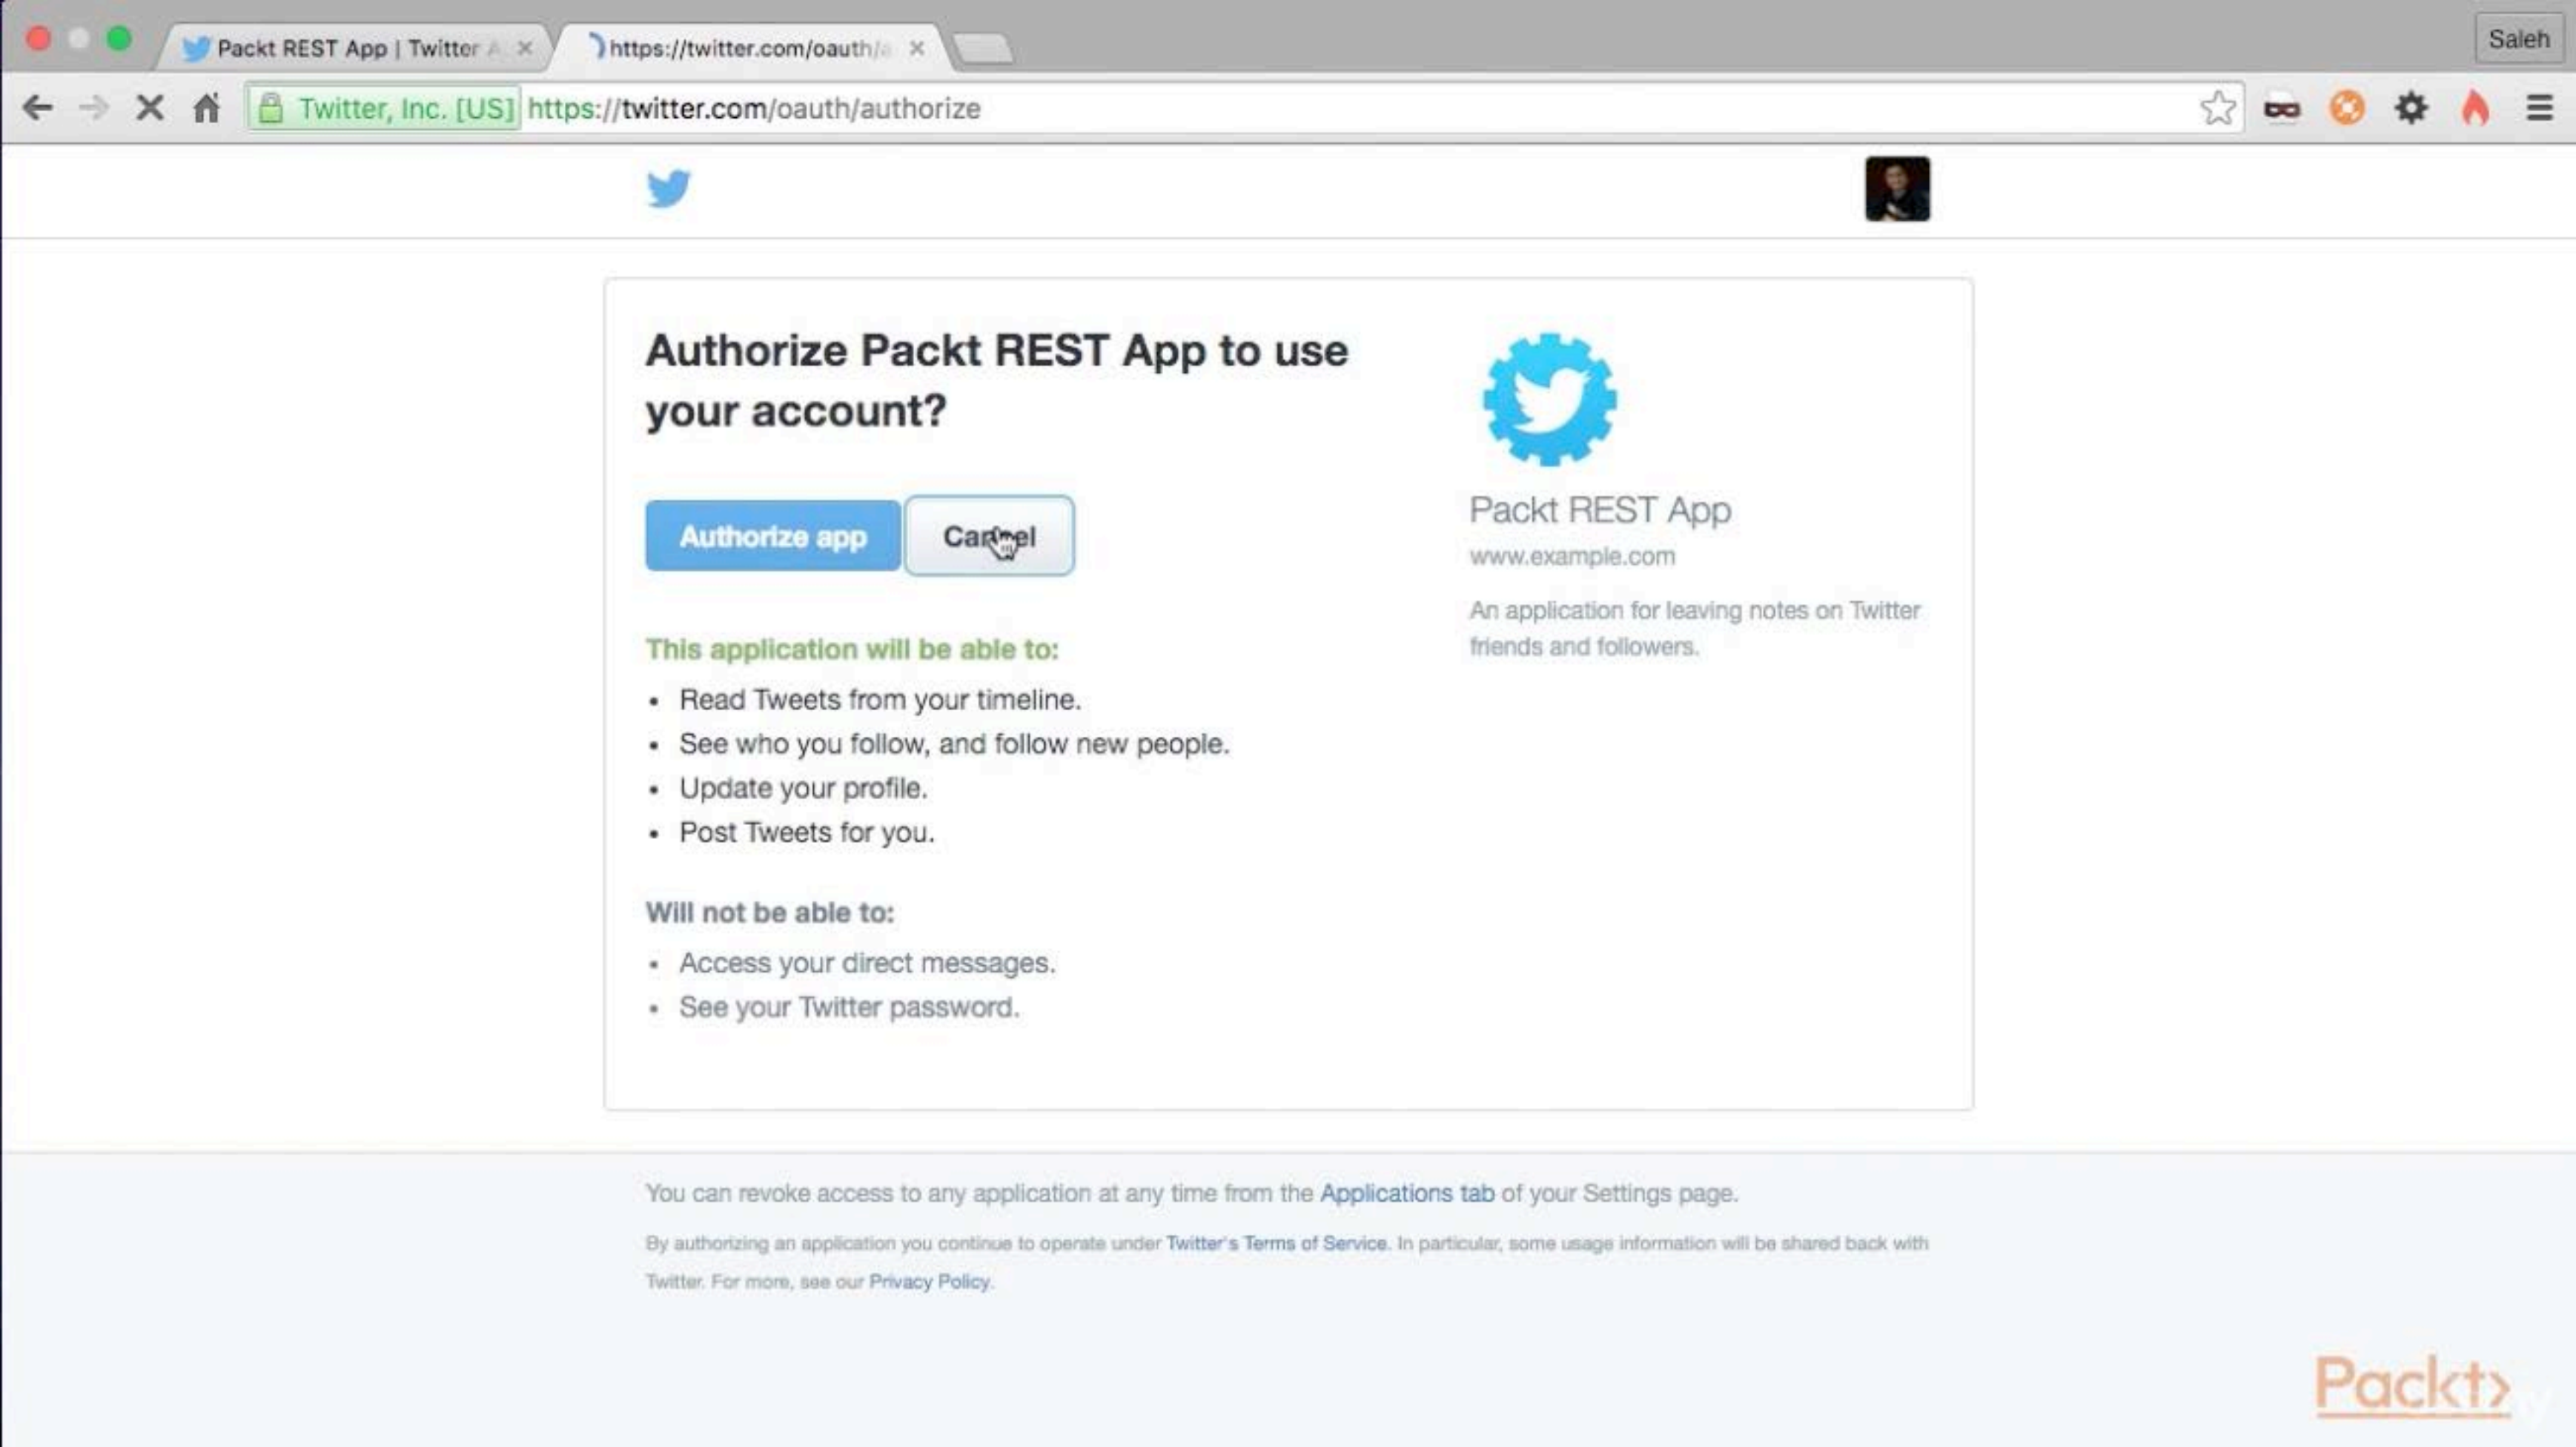 Packt REST App | Twitter A
https://twitter.com/oauth/a
Saleh
Twitter, Inc. [US] https://twitter.com/oauth/authorize
Authorize Packt REST App to use
your account?
Authorize app
Cancel
Packt REST App
www.example.com
An application for leaving notes on Twitter
friends and followers.
This application will be able to:
• Read Tweets from your timeline.
• See who you follow, and follow new people.
• Update your profile.
• Post Tweets for you.
Will not be able to:
• Access your direct messages.
• See your Twitter password.
You can revoke access to any application at any time from the Applications tab of your Settings page.
By authorizing an application you continue to operate under Twitter's Terms of Service. In particular, some usage information will be shared back with
Twitter. For more, see our Privacy Policy.
Packt>